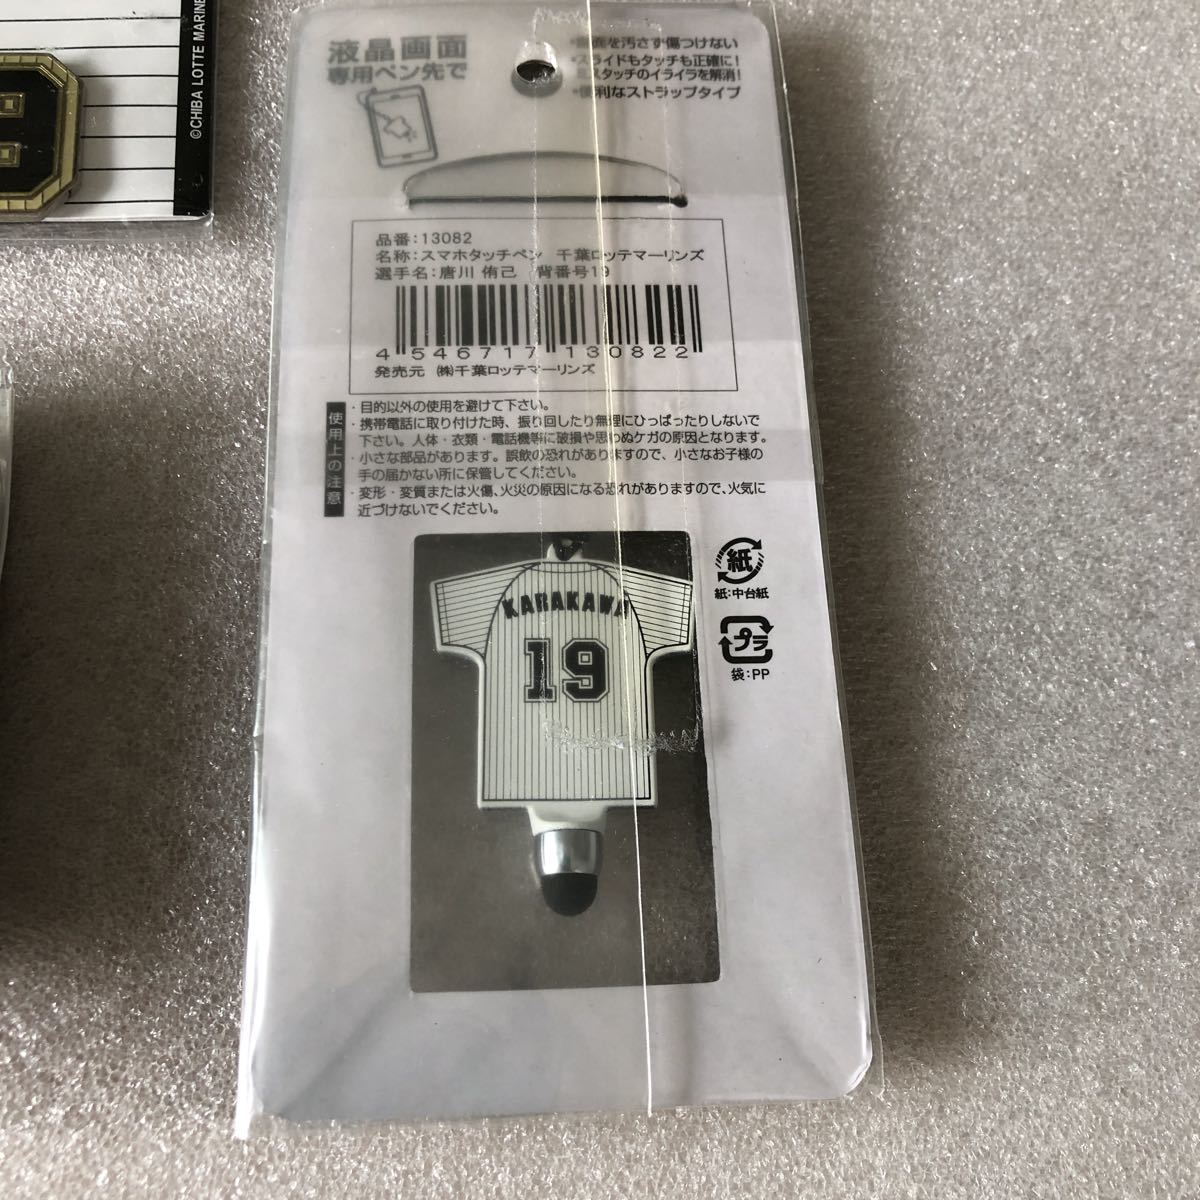 ©CHIBA LOTTE MARINE
液晶画面
専用ペン先で
・画面を汚さず傷つけない
・スライドもタッチも正確に!
ミスタッチのイライラを解消!
・便利なストラップタイプ
品番:13082
名称:スマホタッチペン 千葉ロッテマーリンズ
選手名:唐川 侑己 背番号19
4 546717 130822
発売元 ㈱千葉ロッテマーリンズ
使用上の注意
・目的以外の使用を避けて下さい。
・携帯電話に取り付けた時、振り回したり無理にひっぱったりしないで
下さい。人体・衣類・電話機等に破損や思わぬケガの原因となります。
・小さな部品があります。誤飲の恐れがありますので、小さなお子様の
手の届かない所に保管してください。
・変形・変質または火傷、火災の原因になる恐れがありますので、火気に
近づけないでください。
KARAKAWA
19
紙
紙:中台紙
プラ
袋:PP